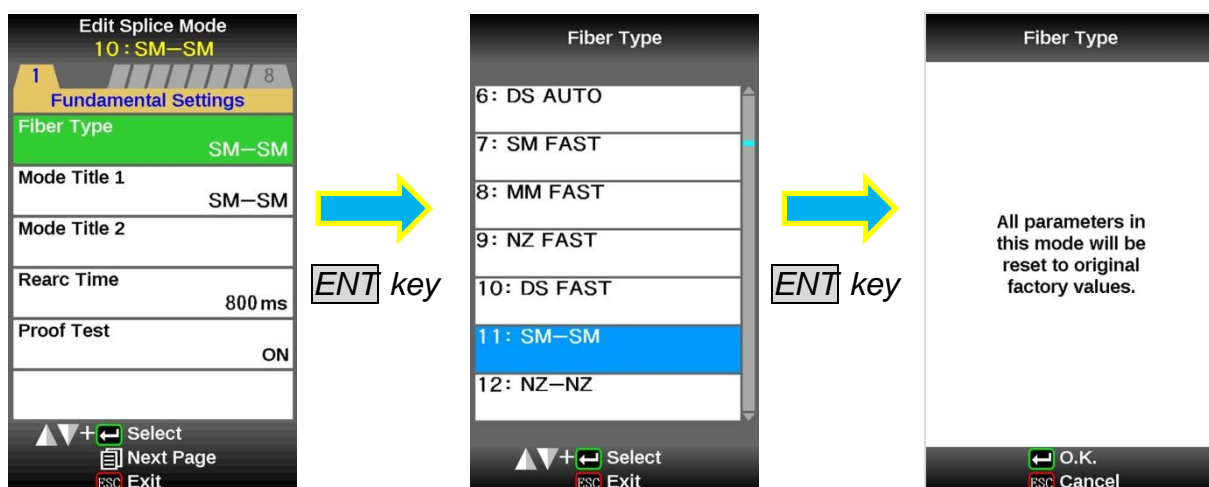 Edit Splice Mode
10:SM−SM
1
8
Fundamental Settings
Fiber Type
SM−SM
Mode Title 1
SM−SM
Mode Title 2
Rearc Time
800 ms
Proof Test
ON
+ Select
Next Page
ESC Exit
ENT key
Fiber Type
6: DS AUTO
7: SM FAST
8: MM FAST
9: NZ FAST
10: DS FAST
11: SM−SM
12: NZ−NZ
+ Select
ESC Exit
ENT key
Fiber Type
All parameters in
this mode will be
reset to original
factory values.
O.K.
ESC Cancel